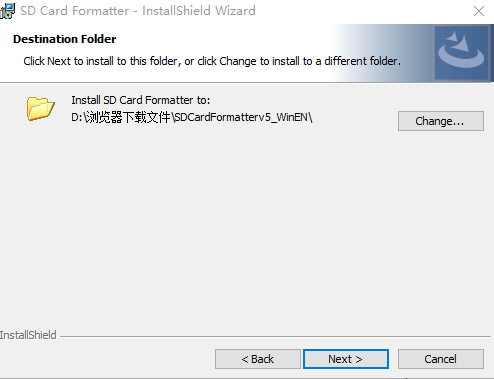 SD Card Formatter - InstallShield Wizard
Destination Folder
Click Next to install to this folder, or click Change to install to a different folder.
Install SD Card Formatter to:
D:\浏览器下载文件\SDCardFormatterv5_WinEN\
Change...
InstallShield
< Back
Next >
Cancel